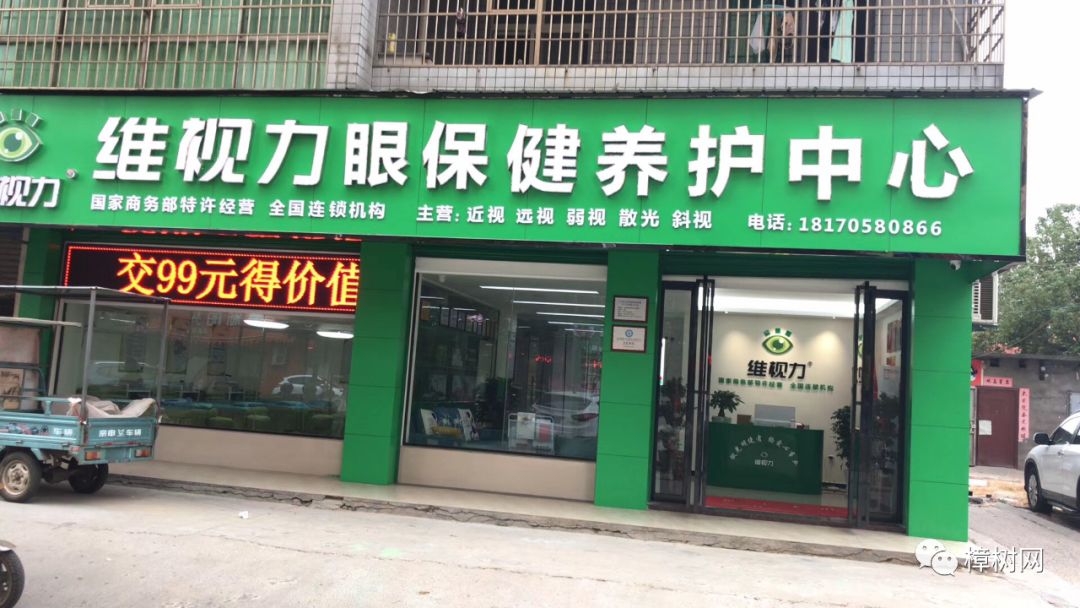 维视力眼保健养护中心
视力®
国家商务部特许经营 全国连锁机构 主营: 近视 远视 弱视 散光 斜视 电话: 18170580866
交99元得价值
维视力®
国家商务部特许经营 全国连锁机构
维视力
车辆
樟树网